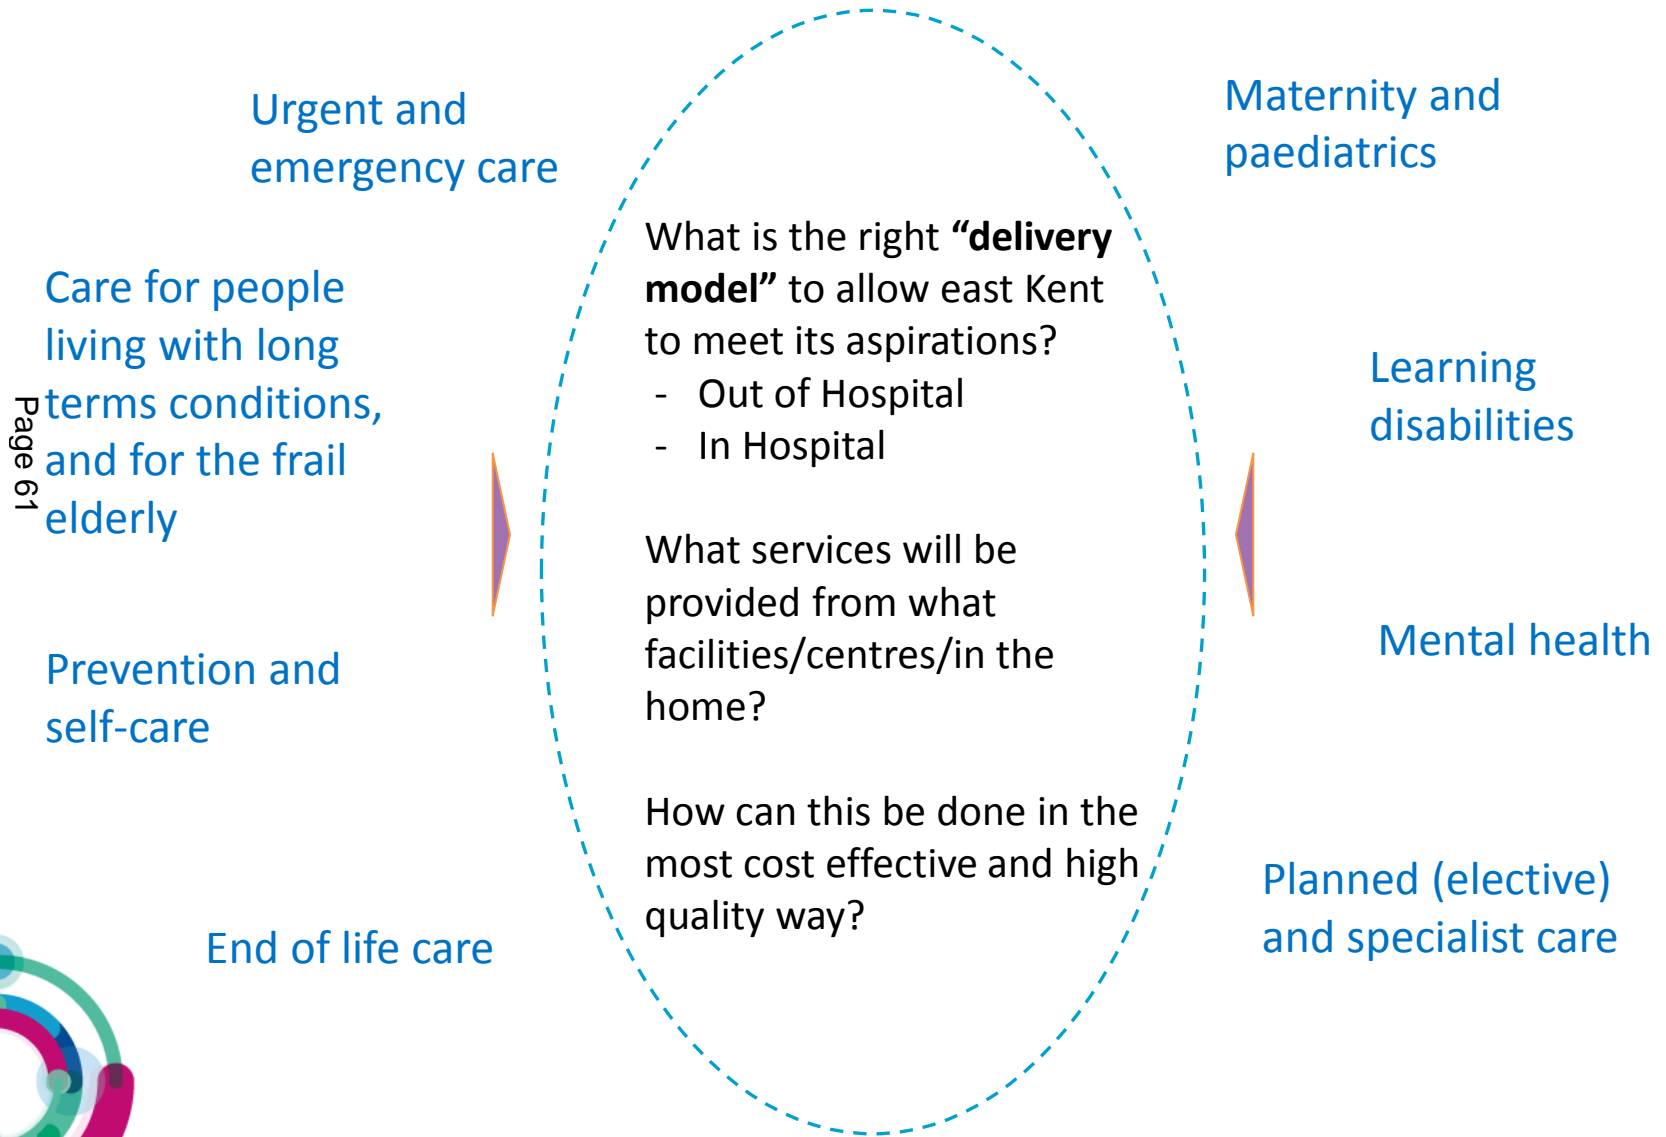 Urgent and
emergency care
Care for people
living with long
terms conditions,
and for the frail
elderly
Prevention and
self-care
End of life care
What is the right “delivery
model” to allow east Kent
to meet its aspirations?
- Out of Hospital
- In Hospital
What services will be
provided from what
facilities/centres/in the
home?
How can this be done in the
most cost effective and high
quality way?
Maternity and
paediatrics
Learning
disabilities
Mental health
Planned (elective)
and specialist care
Page 61